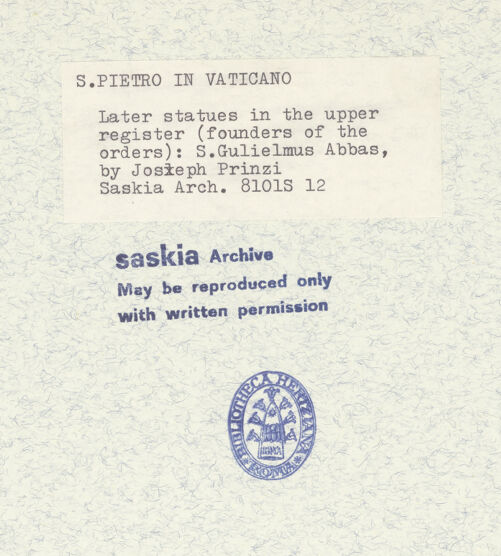 S.PIETRO IN VATICANO
Later statues in the upper
register (founders of the
orders): S.Gulielmus Abbas,
by Josieph Prinzi
Saskia Arch. 8101S 12
saskia Archive
May be reproduced only
with written permission
BIBLIOTHECA HERTZIANA
* ROMA *